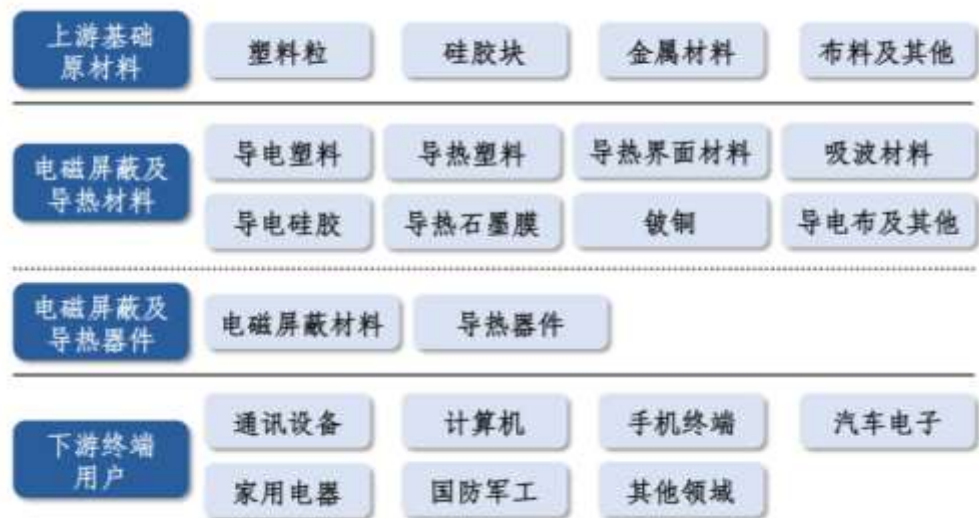 上游基础
原材料
塑料粒
硅胶块
金属材料
布料及其他
电磁屏蔽及
导热材料
导电塑料
导热塑料
导热界面材料
吸波材料
导电硅胶
导热石墨膜
铍铜
导电布及其他
电磁屏蔽及
导热器件
电磁屏蔽材料
导热器件
下游终端
用户
通讯设备
计算机
手机终端
汽车电子
家用电器
国防军工
其他领域